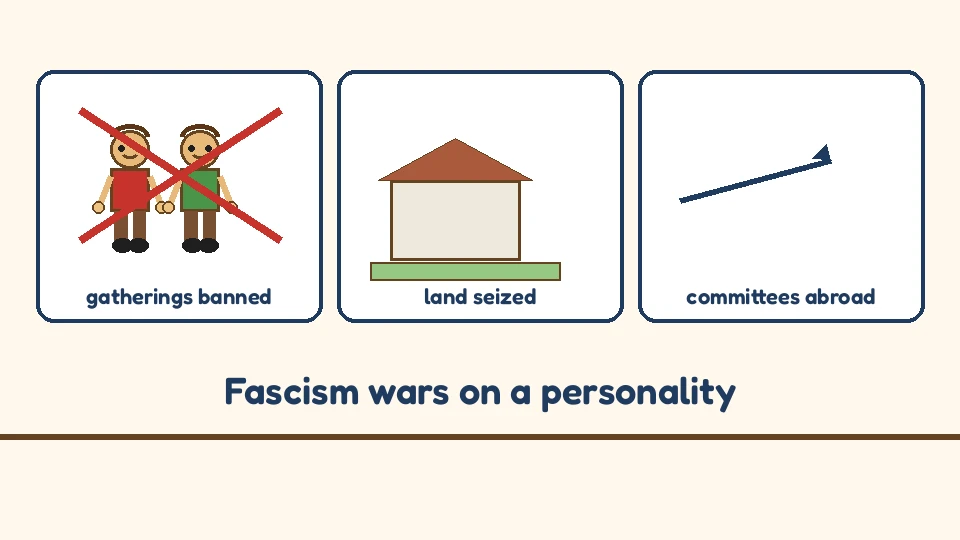 gatherings banned
land seized
committees abroad
Fascism wars on a personality